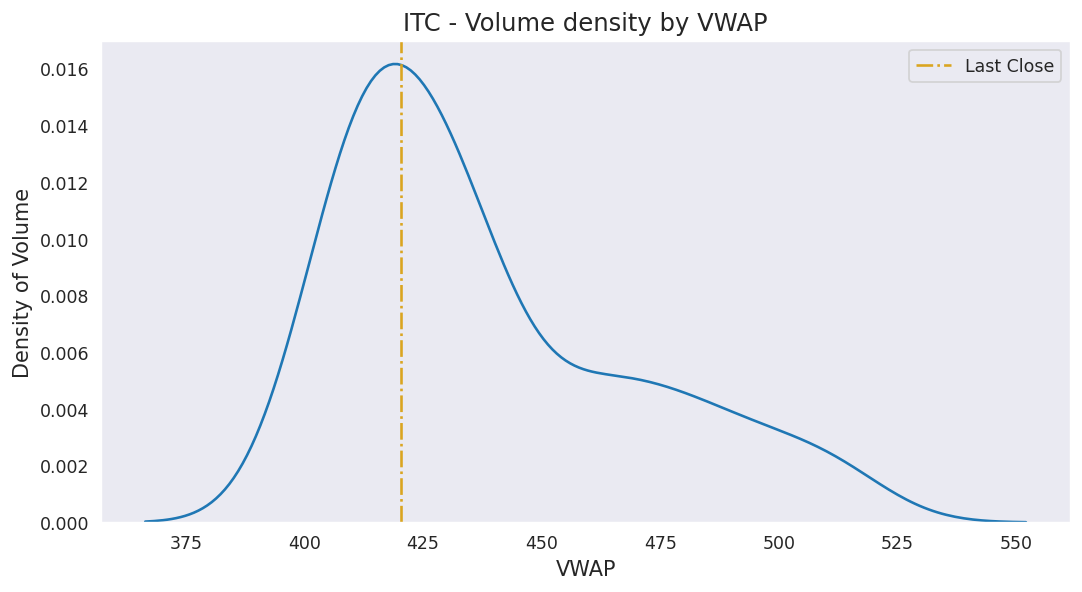 ITC - Volume density by VWAP
Last Close
Density of Volume
0.016
0.014
0.012
0.010
0.008
0.006
0.004
0.002
0.000
375 400 425 450 475 500 525 550
VWAP